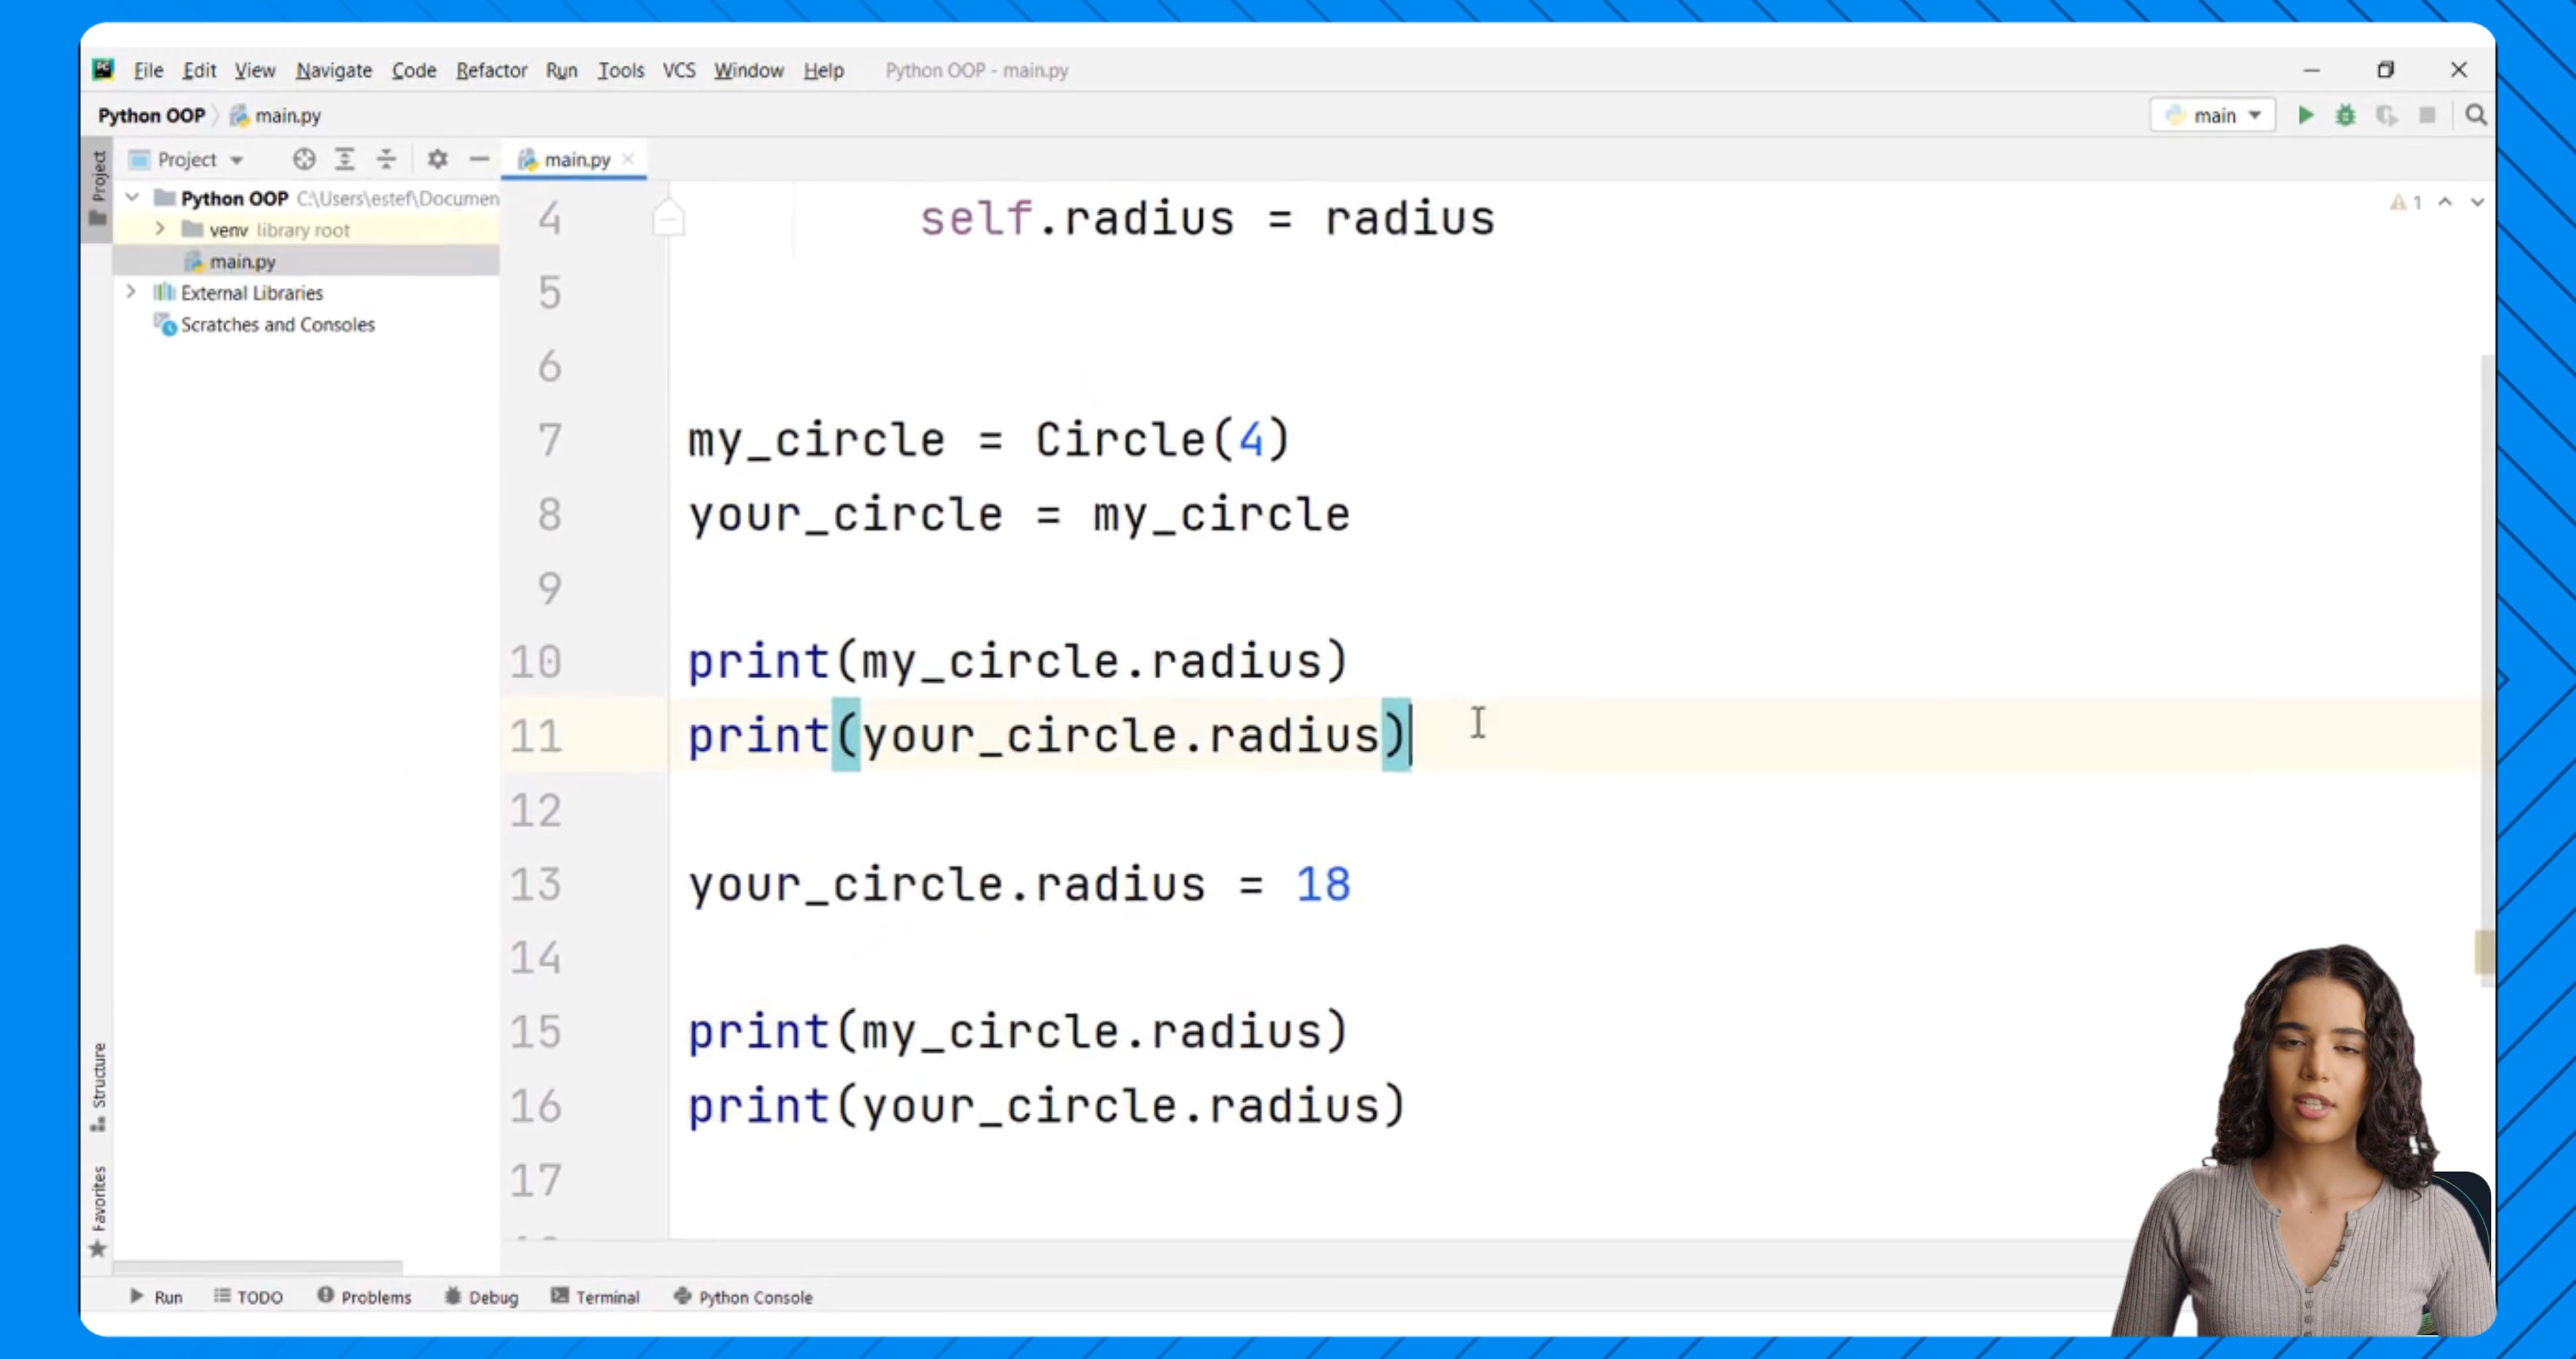 File Edit View Navigate Code Refactor Run Tools VCS Window Help Python OOP - main.py
Python OOP main.py
main
Project
Project
main.py
Python OOP C:\Users\estef\Documen
venv library root
main.py
External Libraries
Scratches and Consoles
1
4 self.radius = radius
5
6
7 my_circle = Circle(4)
8 your_circle = my_circle
9
10 print(my_circle.radius)
11 print(your_circle.radius)
12
13 your_circle.radius = 18
14
15 print(my_circle.radius)
16 print(your_circle.radius)
17
Structure
Favorites
Run TODO Problems Debug Terminal Python Console